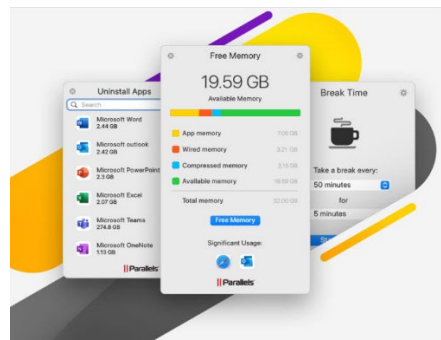 Uninstall Apps
Search
Microsoft Word
2.44 GB
Microsoft outlook
2.42 GB
Microsoft PowerPoint
2.3 GB
Microsoft Excel
2.07 GB
Microsoft Teams
274.8 GB
Microsoft OneNote
1.13 GB
Parallels
Free Memory
19.59 GB
Available Memory
App memory
Wired memory
3.21 GB
Compressed memory
Available memory
Total memory
Free Memory
Significant Usage:
Parallels
Break Time
Take a break every:
50 minutes
for
5 minutes